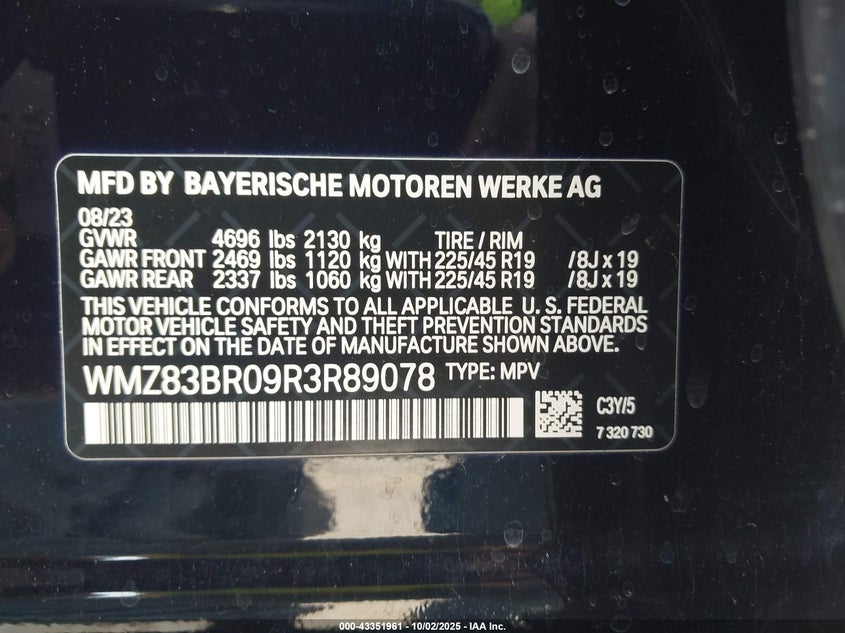 MFD BY BAYERISCHE MOTOREN WERKE AG
08/23
GVWR 4696 lbs 2130 kg TIRE / RIM
GAWR FRONT 2469 lbs 1120 kg WITH 225/45 R19 /8J x 19
GAWR REAR 2337 lbs 1060 kg WITH 225/45 R19 /8J x 19
THIS VEHICLE CONFORMS TO ALL APPLICABLE U. S. FEDERAL
MOTOR VEHICLE SAFETY AND THEFT PREVENTION STANDARDS
IN EFFECT ON THE DATE OF MANUFACTURE SHOWN ABOVE.
WMZ83BR09R3R89078 TYPE: MPV
C3Y/5
7 320 730
000-43351961 - 10/02/2025 - IAA Inc.